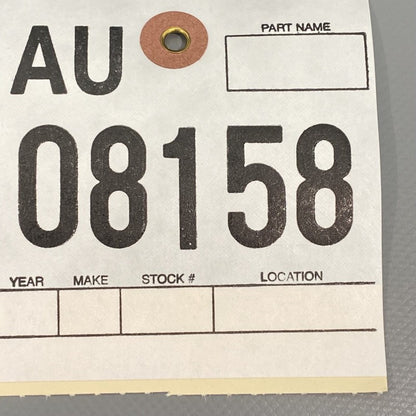 AU
PART NAME
08158
YEAR MAKE STOCK # LOCATION